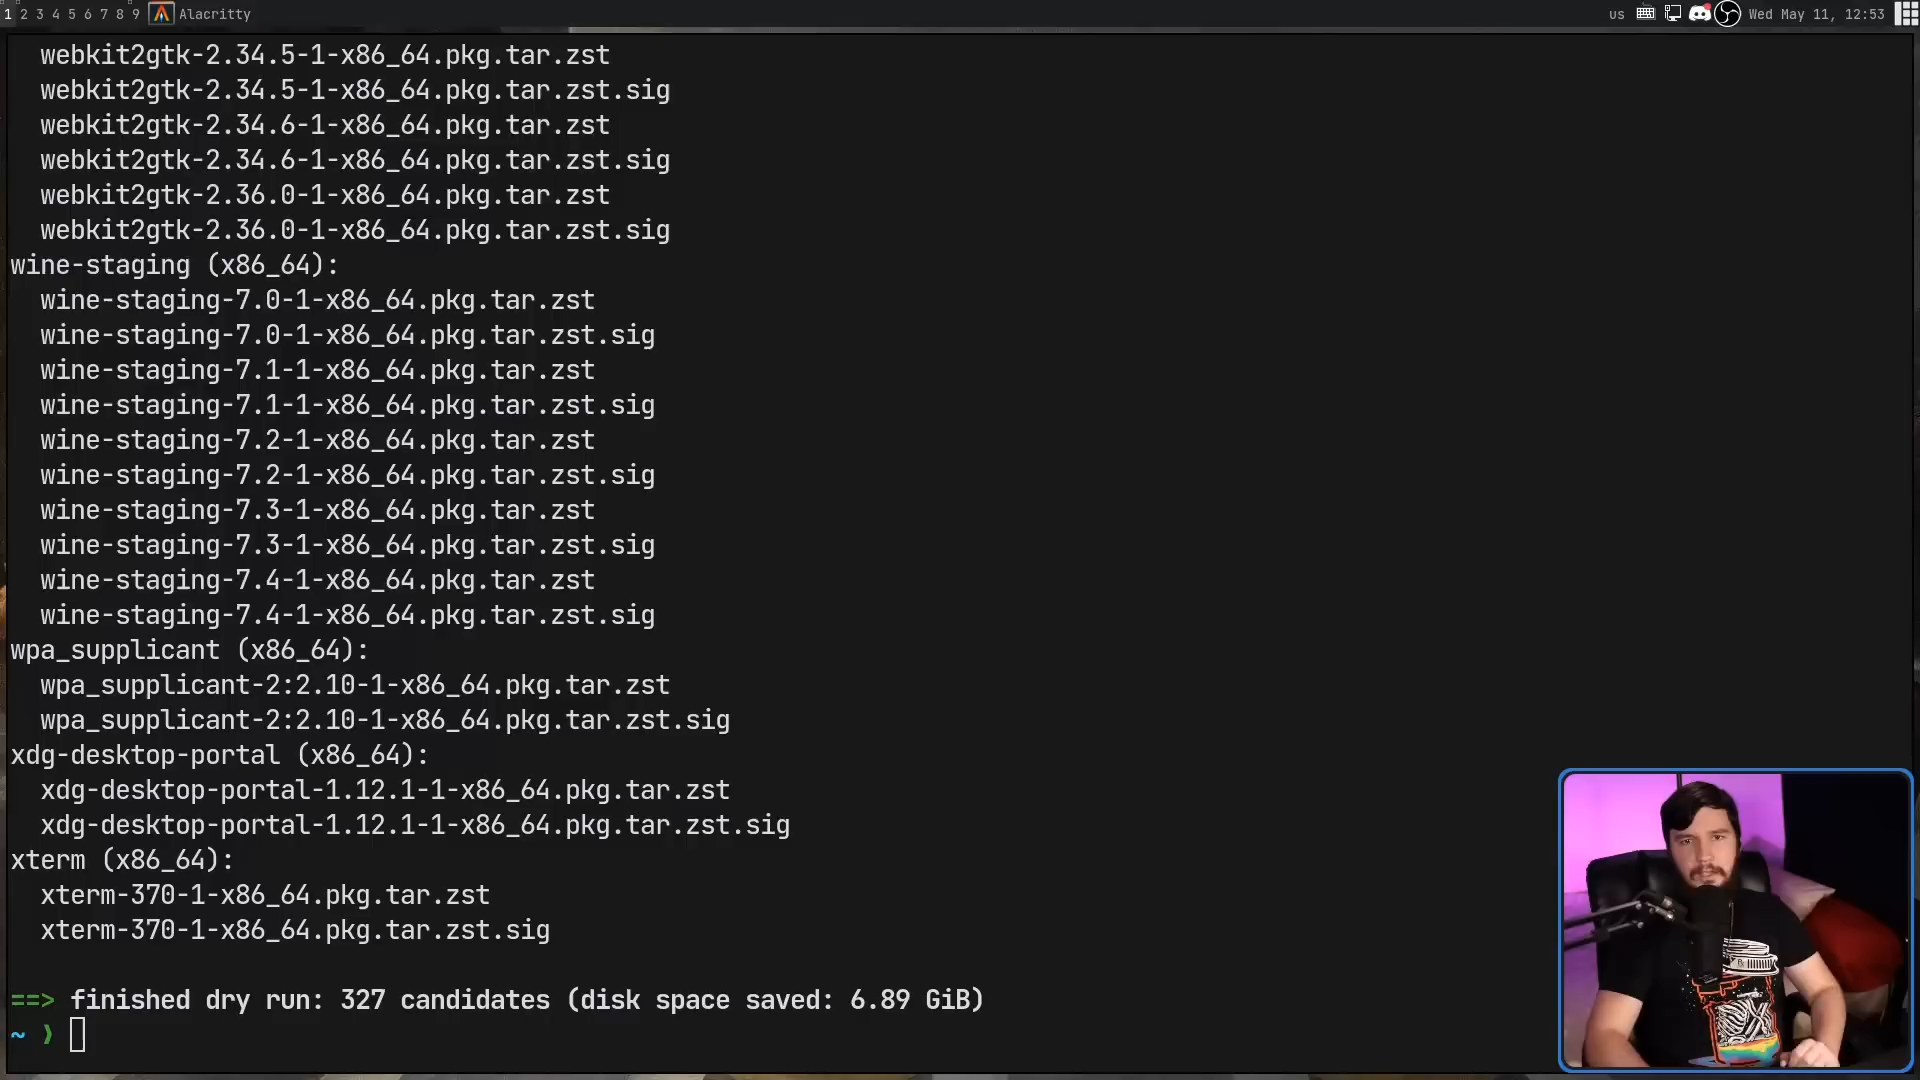 1 2 3 4 5 6 7 8 9 Alacritty us Wed May 11, 12:53
webkit2gtk-2.34.5-1-x86_64.pkg.tar.zst
webkit2gtk-2.34.5-1-x86_64.pkg.tar.zst.sig
webkit2gtk-2.34.6-1-x86_64.pkg.tar.zst
webkit2gtk-2.34.6-1-x86_64.pkg.tar.zst.sig
webkit2gtk-2.36.0-1-x86_64.pkg.tar.zst
webkit2gtk-2.36.0-1-x86_64.pkg.tar.zst.sig
wine-staging (x86_64):
wine-staging-7.0-1-x86_64.pkg.tar.zst
wine-staging-7.0-1-x86_64.pkg.tar.zst.sig
wine-staging-7.1-1-x86_64.pkg.tar.zst
wine-staging-7.1-1-x86_64.pkg.tar.zst.sig
wine-staging-7.2-1-x86_64.pkg.tar.zst
wine-staging-7.2-1-x86_64.pkg.tar.zst.sig
wine-staging-7.3-1-x86_64.pkg.tar.zst
wine-staging-7.3-1-x86_64.pkg.tar.zst.sig
wine-staging-7.4-1-x86_64.pkg.tar.zst
wine-staging-7.4-1-x86_64.pkg.tar.zst.sig
wpa_supplicant (x86_64):
wpa_supplicant-2:2.10-1-x86_64.pkg.tar.zst
wpa_supplicant-2:2.10-1-x86_64.pkg.tar.zst.sig
xdg-desktop-portal (x86_64):
xdg-desktop-portal-1.12.1-1-x86_64.pkg.tar.zst
xdg-desktop-portal-1.12.1-1-x86_64.pkg.tar.zst.sig
xterm (x86_64):
xterm-370-1-x86_64.pkg.tar.zst
xterm-370-1-x86_64.pkg.tar.zst.sig
==> finished dry run: 327 candidates (disk space saved: 6.89 GiB)
~ ❯